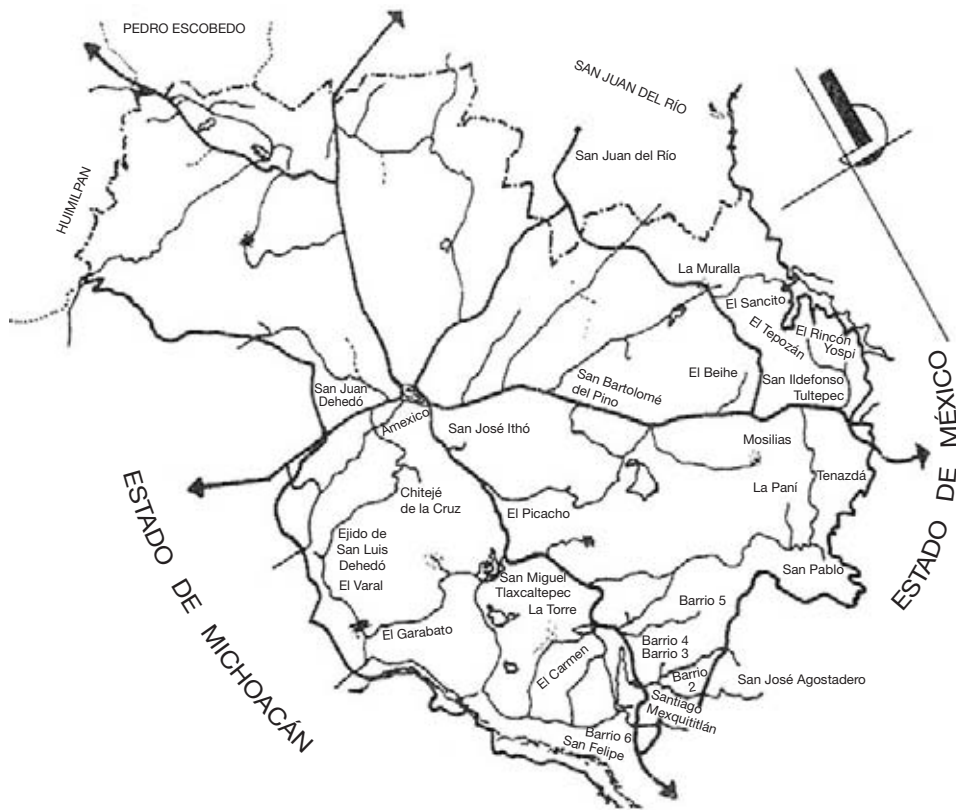 PEDRO ESCOBEDO
SAN JUAN DEL RÍO
San Juan del Río
HUIMILPAN
La Muralla
El Sancito
El Tepozán
El Rincón
Yospí
San Bartolomé
del Pino
El Beihe
San Ildefonso
Tultepec
San Juan
Dehedó
Amexico
San José Ithó
Mosilias
La Paní
Tenazdá
ESTADO DE MÉXICO
Chitejé
de la Cruz
El Picacho
Ejido de
San Luis
Dehedó
El Varal
San Miguel
Tlaxcaltepec
La Torre
San Pablo
ESTADO DE MICHOACÁN
El Garabato
El Carmen
Barrio 5
Barrio 4
Barrio 3
Barrio
2
San José Agostadero
Santiago
Mexquititlán
Barrio 6
San Felipe